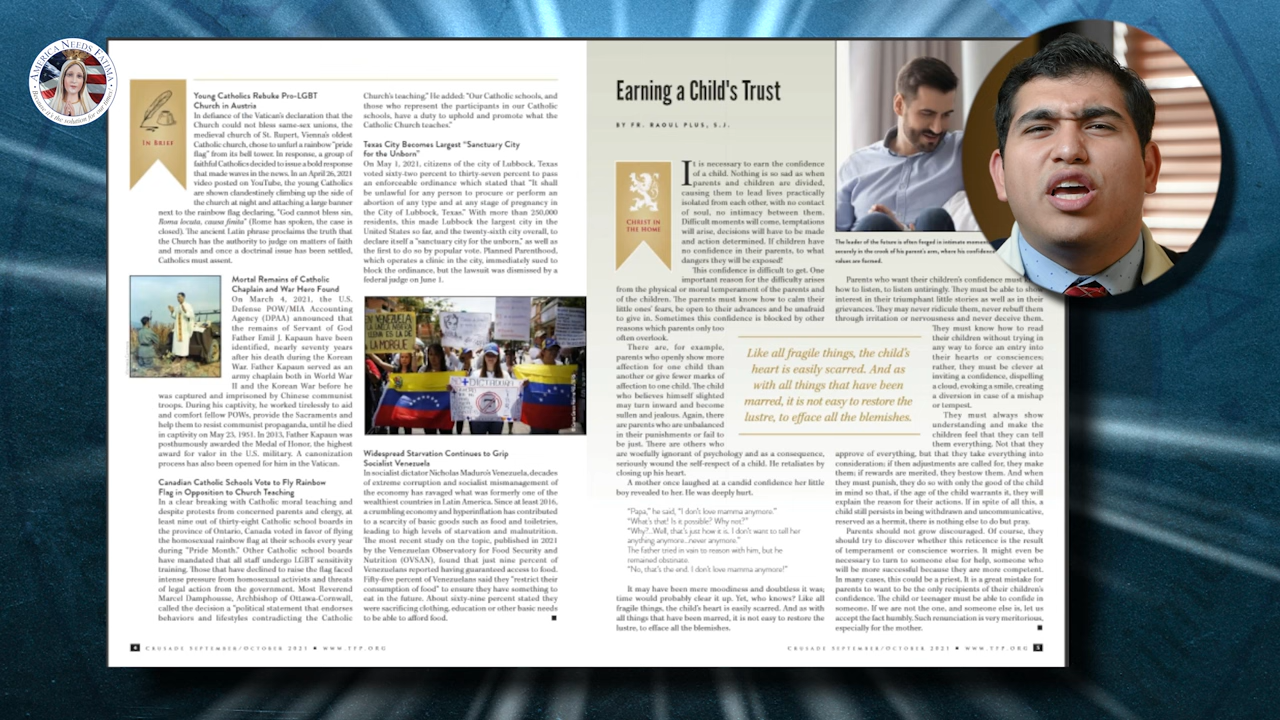 AMERICA NEEDS FATIMA
IN BRIEF
Young Catholics Rebuke Pro-LGBT
Church in Austria
In defiance of the Vatican's declaration that the
Church could not bless same-sex unions, the
medieval church of St. Rupert, Vienna's oldest
Catholic church, chose to unfurl a rainbow "pride
flag" from its bell tower. In response, a group of
faithful Catholics decided to issue a bold response
that made waves in the news. In an April 26, 2021
video posted on YouTube, the young Catholics
are shown clandestinely climbing up the side of
the church at night and attaching a large banner
next to the rainbow flag declaring, "God cannot bless sin,
Roma locuta, causa finita" (Rome has spoken, the case is
closed). The ancient Latin phrase proclaims the truth that
the Church has the authority to judge on matters of faith
and morals and once a doctrinal issue has been settled,
Catholics must assent.
Mortal Remains of Catholic
Chaplain and War Hero Found
On March 4, 2021, the U.S.
Defense POW/MIA Accounting
Agency (DPAA) announced that
the remains of Servant of God
Father Emil J. Kapaun have been
identified, nearly seventy years
after his death during the Korean
War. Father Kapaun served as an
army chaplain both in World War
II and the Korean War before he
was captured and imprisoned by Chinese communist
troops. During his captivity, he worked tirelessly to aid
and comfort fellow POWs, provide the Sacraments and
help them to resist communist propaganda, until he died
in captivity on May 23, 1951. In 2013, Father Kapaun was
posthumously awarded the Medal of Honor, the highest
award for valor in the U.S. military. A canonization
process has also been opened for him in the Vatican.
Canadian Catholic Schools Vote to Fly Rainbow
Flag in Opposition to Church Teaching
In a clear breaking with Catholic moral teaching and
despite protests from concerned parents and clergy, at
least nine out of thirty-eight Catholic school boards in
the province of Ontario, Canada voted in favor of flying
the homosexual rainbow flag at their schools every year
during "Pride Month." Other Catholic school boards
have mandated that all staff undergo LGBT sensitivity
training. Those that have declined to raise the flag faced
intense pressure from homosexual activists and threats
of legal action from the government. Most Reverend
Marcel Damphousse, Archbishop of Ottawa-Cornwall,
called the decision a "political statement that endorses
behaviors and lifestyles contradicting the Catholic
Church's teaching." He added: "Our Catholic schools, and
those who represent the participants in our Catholic
schools, have a duty to uphold and promote what the
Catholic Church teaches."
Texas City Becomes Largest "Sanctuary City
for the Unborn"
On May 1, 2021, citizens of the city of Lubbock, Texas
voted sixty-two percent to thirty-seven percent to pass
an enforceable ordinance which stated that "It shall
be unlawful for any person to procure or perform an
abortion of any type and at any stage of pregnancy in
the City of Lubbock, Texas." With more than 250,000
residents, this made Lubbock the largest city in the
United States so far, and the twenty-sixth city overall, to
declare itself a "sanctuary city for the unborn," as well as
the first to do so by popular vote. Planned Parenthood,
which operates a clinic in the city, immediately sued to
block the ordinance, but the lawsuit was dismissed by a
federal judge on June 1.
EN VENEZUELA
LA MORGUE
DICTADURA
Widespread Starvation Continues to Grip
Socialist Venezuela
In socialist dictator Nicholas Maduro's Venezuela, decades
of extreme corruption and socialist mismanagement of
the economy has ravaged what was formerly one of the
wealthiest countries in Latin America. Since at least 2016,
a crumbling economy and hyperinflation has contributed
to a scarcity of basic goods such as food and toiletries,
leading to high levels of starvation and malnutrition.
The most recent study on the topic, published in 2021
by the Venezuelan Observatory for Food Security and
Nutrition (OVSAN), found that just nine percent of
Venezuelans reported having guaranteed access to food.
Fifty-five percent of Venezuelans said they "restrict their
consumption of food" to ensure they have something to
eat in the future. About sixty-nine percent stated they
were sacrificing clothing, education or other basic needs
to be able to afford food.
4 CRUSADE SEPTEMBER/OCTOBER 2021 • WWW.TFP.ORG
Earning a Child's Trust
BY FR. RAOUL PLUS, S.J.
CHRIST IN
THE HOME
It is necessary to earn the confidence
of a child. Nothing is so sad as when
parents and children are divided,
causing them to lead lives practically
isolated from each other, with no contact
of soul, no intimacy between them.
Difficult moments will come, temptations
will arise, decisions will have to be made
and action determined. If children have
no confidence in their parents, to what
dangers they will be exposed!
This confidence is difficult to get. One
important reason for the difficulty arises
from the physical or moral temperament of the parents and
of the children. The parents must know how to calm their
little ones' fears, be open to their advances and be unafraid
to give in. Sometimes this confidence is blocked by other
reasons which parents only too
often overlook.
There are, for example,
parents who openly show more
affection for one child than
another or give fewer marks of
affection to one child. The child
who believes himself slighted
may turn inward and become
sullen and jealous. Again, there
are parents who are unbalanced
in their punishments or fail to
be just. There are others who
are woefully ignorant of psychology and as a consequence,
seriously wound the self-respect of a child. He retaliates by
closing up his heart.
A mother once laughed at a candid confidence her little
boy revealed to her. He was deeply hurt.
"Papa," he said, "I don't love mamma anymore."
"What's that! Is it possible? Why not?"
"Why?...Well, that's just how it is. I don't want to tell her
anything anymore...never anymore."
The father tried in vain to reason with him, but he
remained obstinate.
"No, that's the end. I don't love mamma anymore!"
It may have been mere moodiness and doubtless it was;
time would probably clear it up. Yet, who knows? Like all
fragile things, the child's heart is easily scarred. And as with
all things that have been marred, it is not easy to restore the
lustre, to efface all the blemishes.
Like all fragile things, the child's
heart is easily scarred. And as
with all things that have been
marred, it is not easy to restore the
lustre, to efface all the blemishes.
The leader of the future is often forged in intimate
securely in the crook of his parent's arm, where his
values are formed.
Parents who want their children's confidence must
how to listen, to listen untiringly. They must be able to show
interest in their triumphant little stories as well as in their
grievances. They may never ridicule them, never rebuff them
through irritation or nervousness and never deceive them.
They must know how to read
their children without trying in
any way to force an entry into
their hearts or consciences;
rather, they must be clever at
inviting a confidence, dispelling
a cloud, evoking a smile, creating
a diversion in case of a mishap
or tempest.
They must always show
understanding and make the
children feel that they can tell
them everything. Not that they
approve of everything, but that they take everything into
consideration; if then adjustments are called for, they make
them; if rewards are merited, they bestow them. And when
they must punish, they do so with only the good of the child
in mind so that, if the age of the child warrants it, they will
explain the reason for their actions. If in spite of all this, a
child still persists in being withdrawn and uncommunicative,
reserved as a hermit, there is nothing else to do but pray.
Parents should not grow discouraged. Of course, they
should try to discover whether this reticence is the result
of temperament or conscience worries. It might even be
necessary to turn to someone else for help, someone who
will be more successful because they are more competent.
In many cases, this could be a priest. It is a great mistake for
parents to want to be the only recipients of their children's
confidence. The child or teenager must be able to confide in
someone. If we are not the one, and someone else is, let us
accept the fact humbly. Such renunciation is very meritorious,
especially for the mother.
CRUSADE SEPTEMBER/OCTOBER 2021 • WWW.TFP.ORG 5